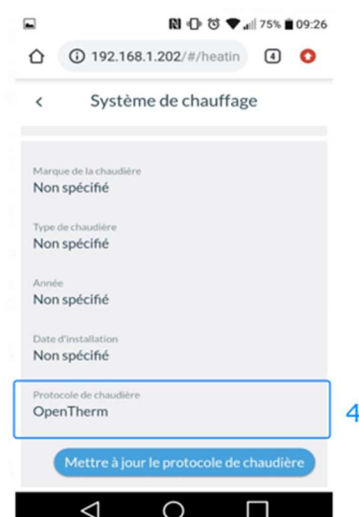 75% 09:26
192.168.1.202/#/heatin 4
< Système de chauffage
Marque de la chaudière
Non spécifié
Type de chaudière
Non spécifié
Année
Non spécifié
Date d'installation
Non spécifié
Protocole de chaudière
OpenTherm
4
Mettre à jour le protocole de chaudière